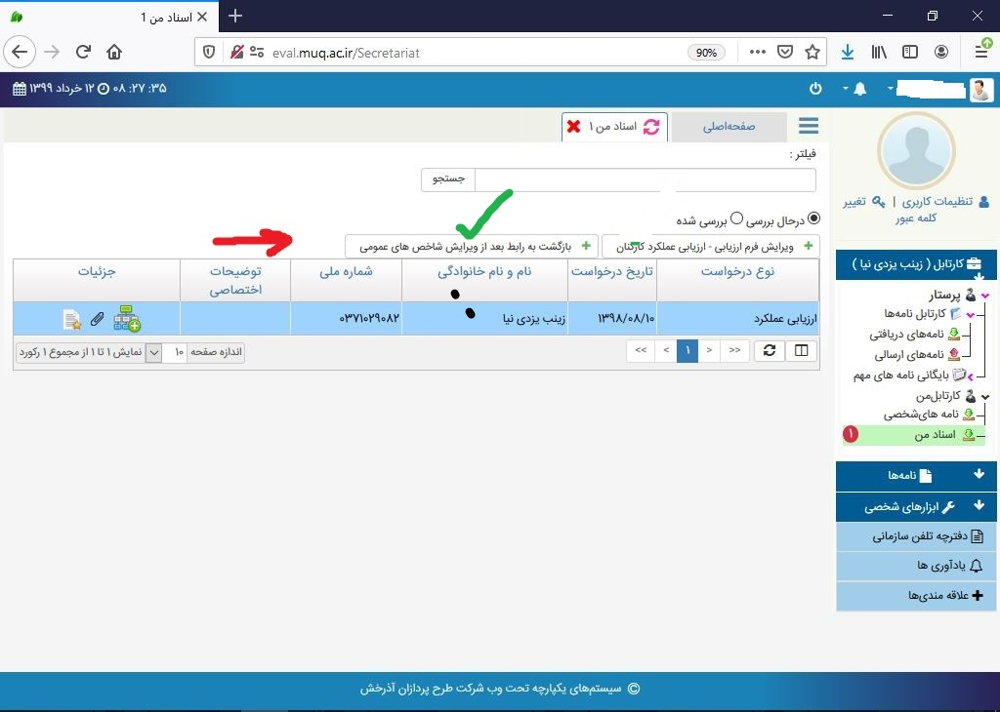 اسناد من 1
eval.muq.ac.ir/Secretariat
90%
۱۲ خرداد ۱۳۹۹ ۰۸ :۲۷: ۳۵
صفحه‌اصلی
اسناد من ۱
تنظیمات کاربری | تغییر
کلمه عبور
فیلتر :
جستجو
درحال بررسی بررسی شده
ویرایش فرم ارزیابی - ارزیابی عملکرد کارکنان
بازگشت به رابط بعد از ویرایش شاخص های عمومی
نوع درخواست تاریخ درخواست نام و نام خانوادگی شماره ملی توضیحات اختصاصی جزئیات
ارزیابی عملکرد ۱۳۹۸/۰۸/۱۰ زینب یزدی نیا ۰۳۷۱۰۲۹۰۸۲
<< < ۱ > >>
اندازه صفحه ۱۰ نمایش ۱ تا ۱ از مجموع ۱ رکورد
کارتابل ( زینب یزدی نیا )
پرستار
کارتابل نامه‌ها
نامه‌های دریافتی
نامه‌های ارسالی
بایگانی نامه های مهم
کارتابل‌من
نامه های‌شخصی
اسناد من ۱
نامه‌ها
ابزارهای شخصی
دفترچه تلفن سازمانی
یادآوری ها
علاقه مندی‌ها
© سیستم‌های یکپارچه تحت وب شرکت طرح پردازان آذرخش